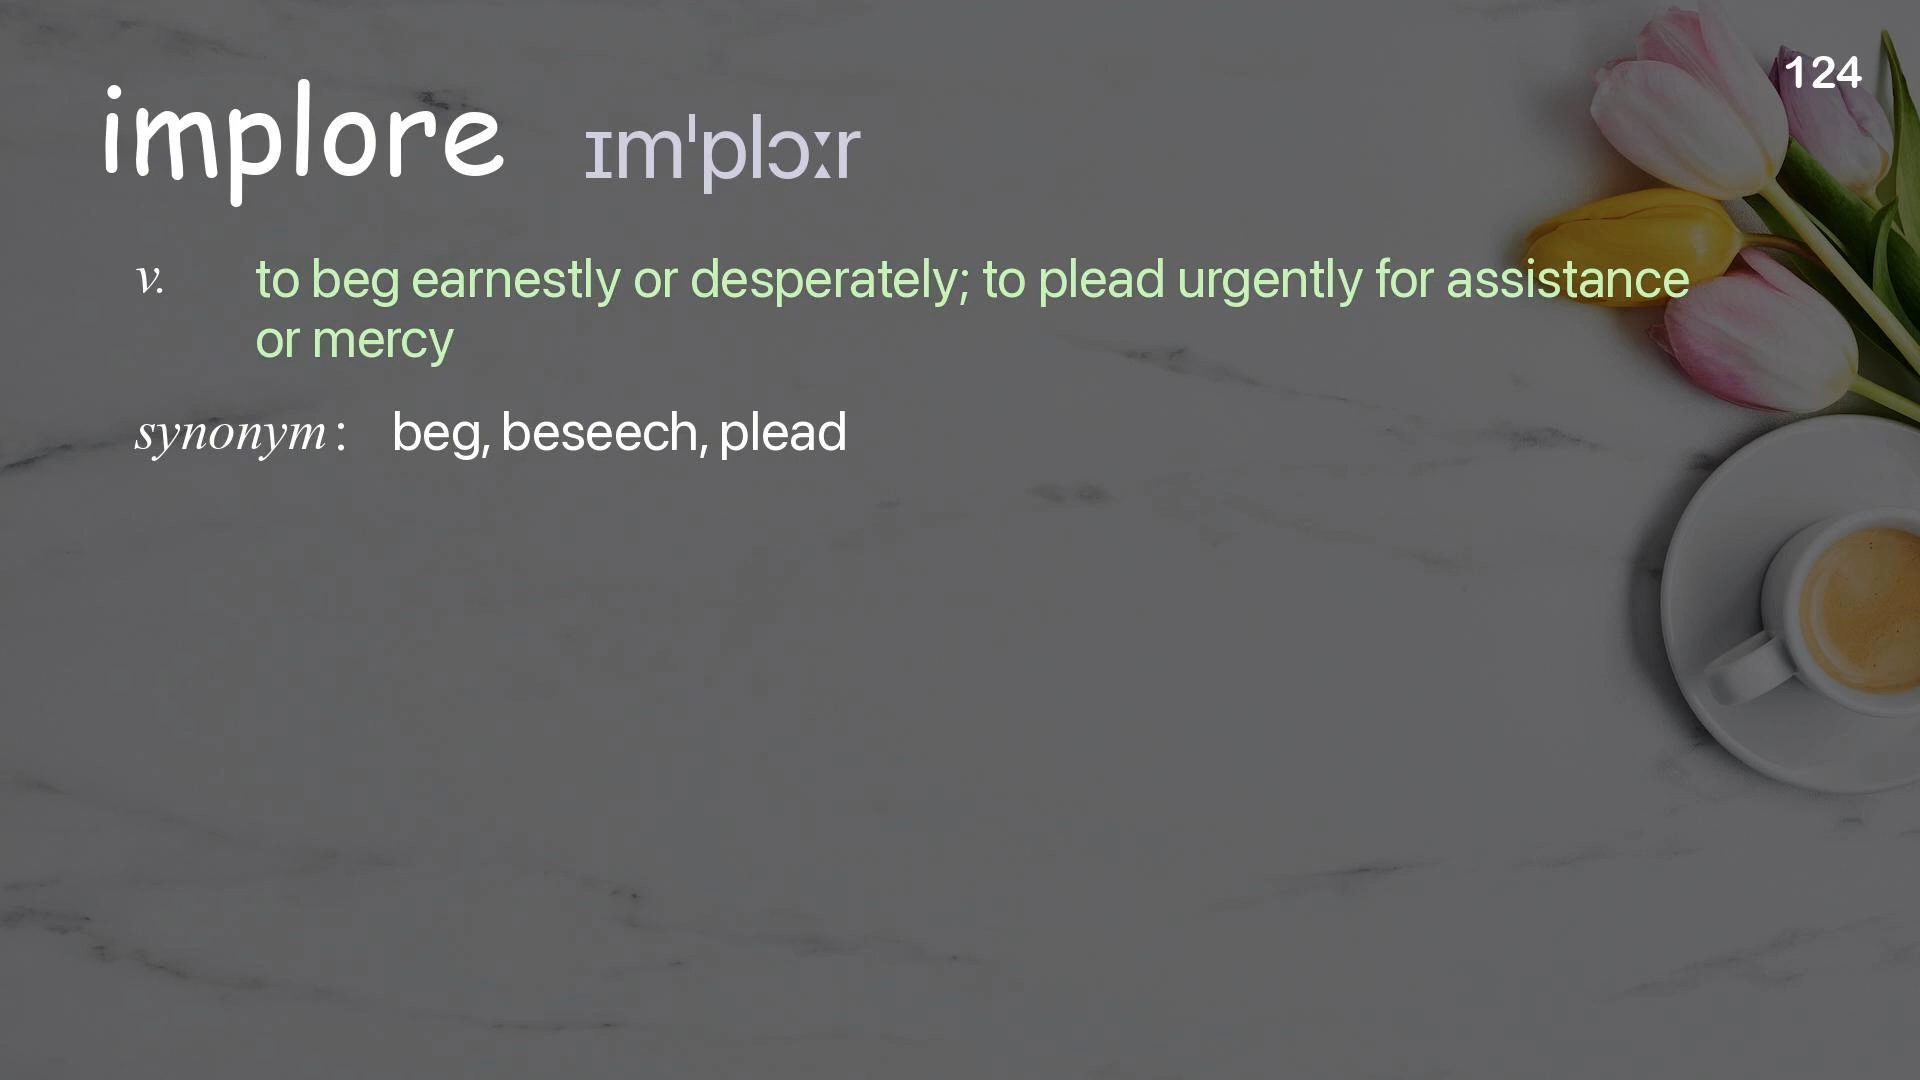 124
implore ɪmˈplɔːr
v. to beg earnestly or desperately; to plead urgently for assistance
or mercy
synonym : beg, beseech, plead